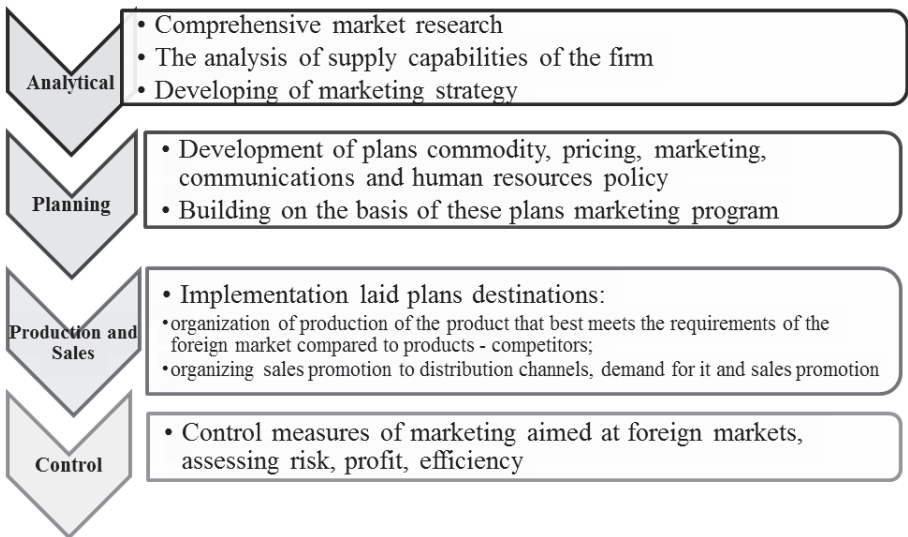 Analytical
• Comprehensive market research
• The analysis of supply capabilities of the firm
• Developing of marketing strategy
Planning
• Development of plans commodity, pricing, marketing,
communications and human resources policy
• Building on the basis of these plans marketing program
Production and
Sales
• Implementation laid plans destinations:
•organization of production of the product that best meets the requirements of the
foreign market compared to products - competitors;
•organizing sales promotion to distribution channels, demand for it and sales promotion
Control
• Control measures of marketing aimed at foreign markets,
assessing risk, profit, efficiency